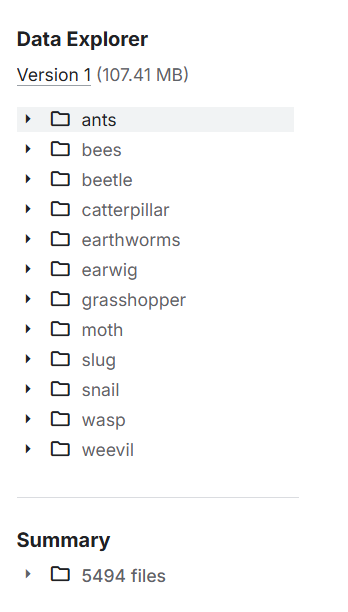 Data Explorer
Version 1 (107.41 MB)
ants
bees
beetle
catterpillar
earthworms
earwig
grasshopper
moth
slug
snail
wasp
weevil
Summary
5494 files